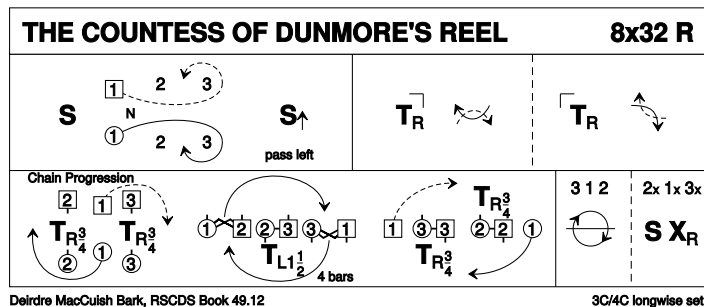 THE COUNTESS OF DUNMORE'S REEL 8x32 R
1 2 3
S N S
1 2 3
pass left
TR TR
Chain Progression
2 1 3
TR3/4 TR3/4
2 1 3
1 2 2 3 3 1
TL1 1/2 4 bars
TR3/4
1 3 3 2 2 1
TR3/4
3 1 2
2x 1x 3x
S XR
Deirdre MacCuish Bark, RSCDS Book 49.12 3C/4C longwise set